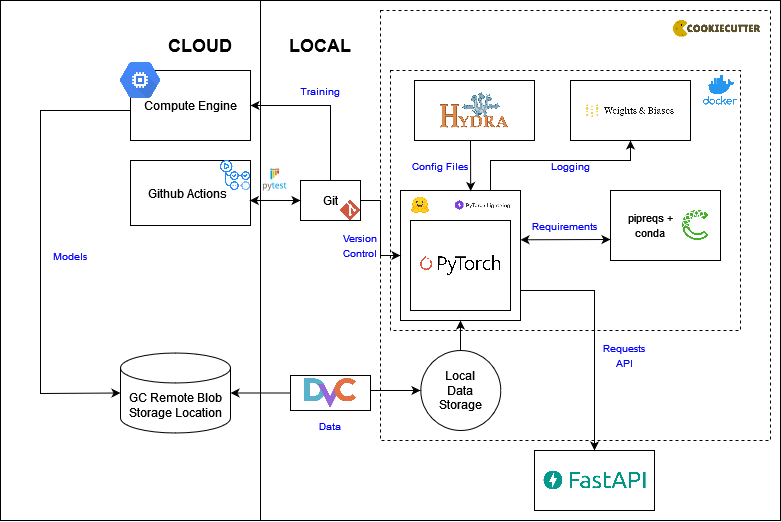 COOKIECUTTER
CLOUD
LOCAL
Compute Engine
Training
HYDRA
Weights & Biases
docker
Config Files
Logging
Github Actions
pytest
Git
PyTorch Lightning
PyTorch
Version
Control
Requirements
pipreqs +
conda
Models
Requests
API
GC Remote Blob
Storage Location
DVC
Data
Local
Data
Storage
FastAPI